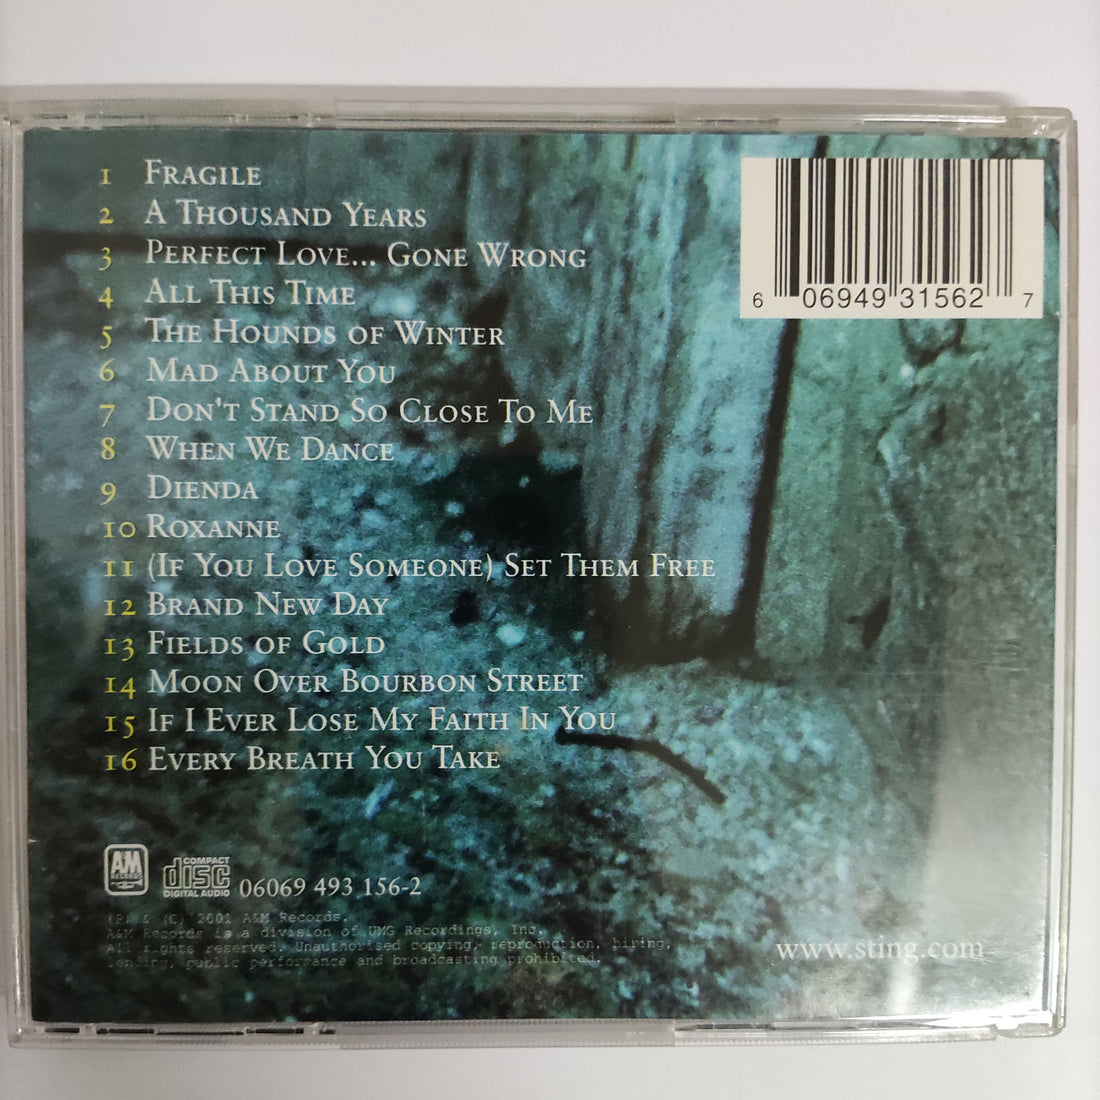 1 Fragile
2 A Thousand Years
3 Perfect Love... Gone Wrong
4 All This Time
5 The Hounds of Winter
6 Mad About You
7 Don't Stand So Close To Me
8 When We Dance
9 Dienda
10 Roxanne
11 (If You Love Someone) Set Them Free
12 Brand New Day
13 Fields of Gold
14 Moon Over Bourbon Street
15 If I Ever Lose My Faith In You
16 Every Breath You Take
6 06949 31562 7
AM
RECORDS
COMPACT
disc
DIGITAL AUDIO
06069 493 156-2
(P) & (C) 2001 A&M Records.
A&M Records is a division of UMG Recordings, Inc.
All rights reserved. Unauthorised copying, reproduction, hiring,
lending, public performance and broadcasting prohibited.
www.sting.com